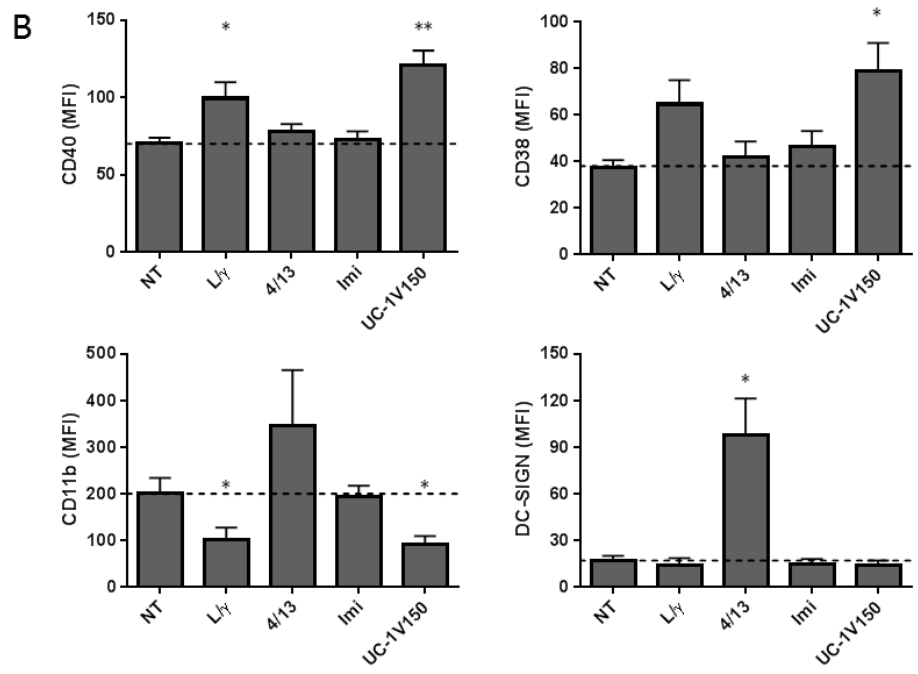 B
CD40 (MFI)
150
100
50
0
*
**
NT
L/γ
4/13
Imi
UC-1V150
CD38 (MFI)
100
80
60
40
20
0
*
NT
L/γ
4/13
Imi
UC-1V150
CD11b (MFI)
500
400
300
200
100
0
*
*
NT
L/γ
4/13
Imi
UC-1V150
DC-SIGN (MFI)
150
120
90
60
30
0
*
NT
L/γ
4/13
Imi
UC-1V150